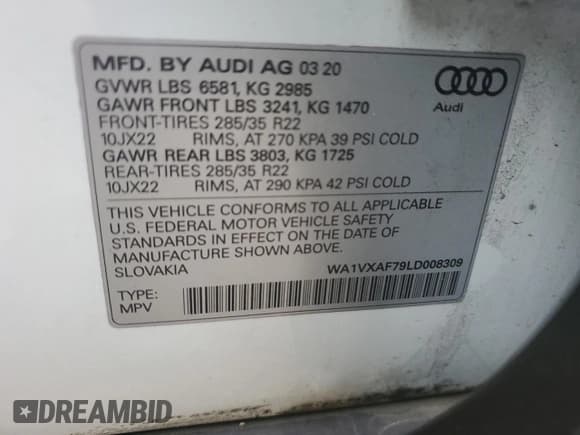 MFD. BY AUDI AG 03 20
GVWR LBS 6581, KG 2985
GAWR FRONT LBS 3241, KG 1470
FRONT-TIRES 285/35 R22
10JX22 RIMS, AT 270 KPA 39 PSI COLD
GAWR REAR LBS 3803, KG 1725
REAR-TIRES 285/35 R22
10JX22 RIMS, AT 290 KPA 42 PSI COLD
Audi
THIS VEHICLE CONFORMS TO ALL APPLICABLE
U.S. FEDERAL MOTOR VEHICLE SAFETY
STANDARDS IN EFFECT ON THE DATE OF
MANUFACTURE SHOWN ABOVE.
SLOVAKIA WA1VXAF79LD008309
TYPE:
MPV
DREAMBID